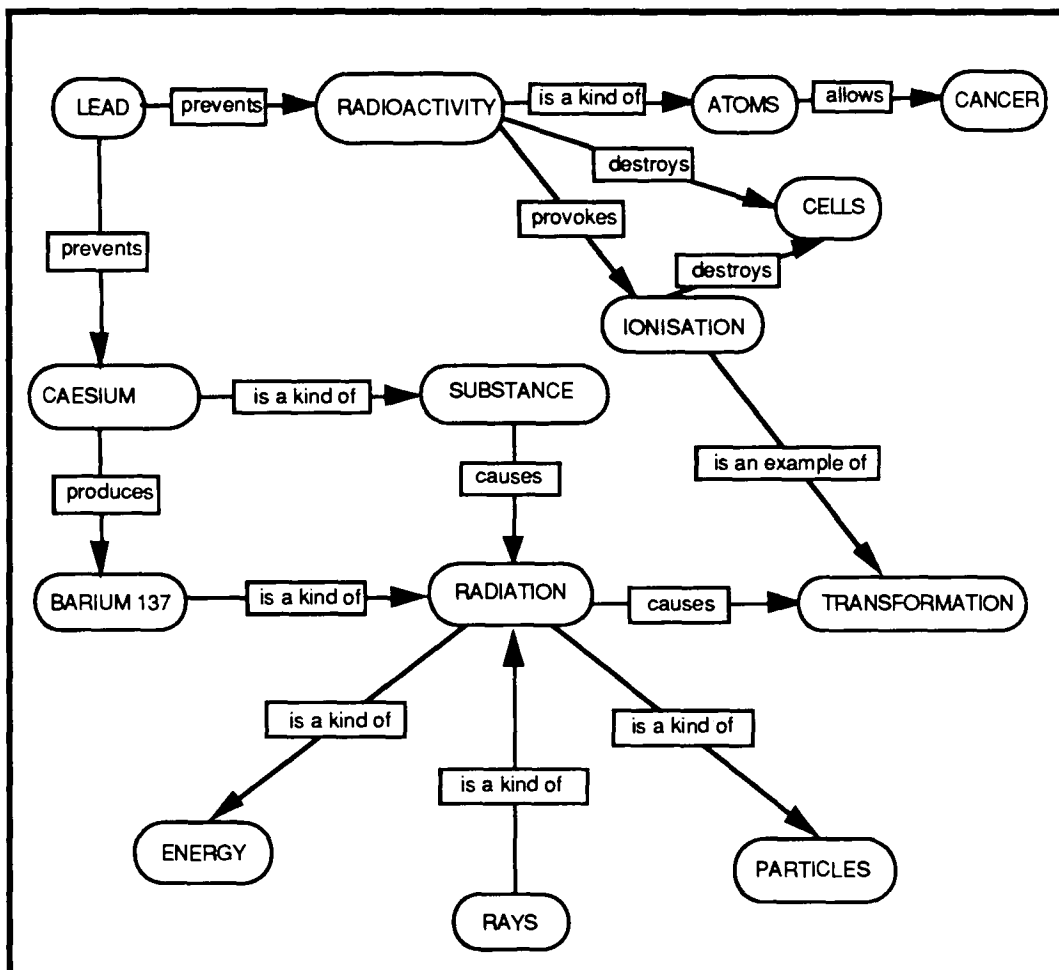 LEAD
prevents
RADIOACTIVITY
is a kind of
ATOMS
allows
CANCER
destroys
CELLS
provokes
prevents
destroys
IONISATION
CAESIUM
is a kind of
SUBSTANCE
is an example of
causes
produces
BARIUM 137
is a kind of
RADIATION
causes
TRANSFORMATION
is a kind of
is a kind of
is a kind of
ENERGY
PARTICLES
RAYS